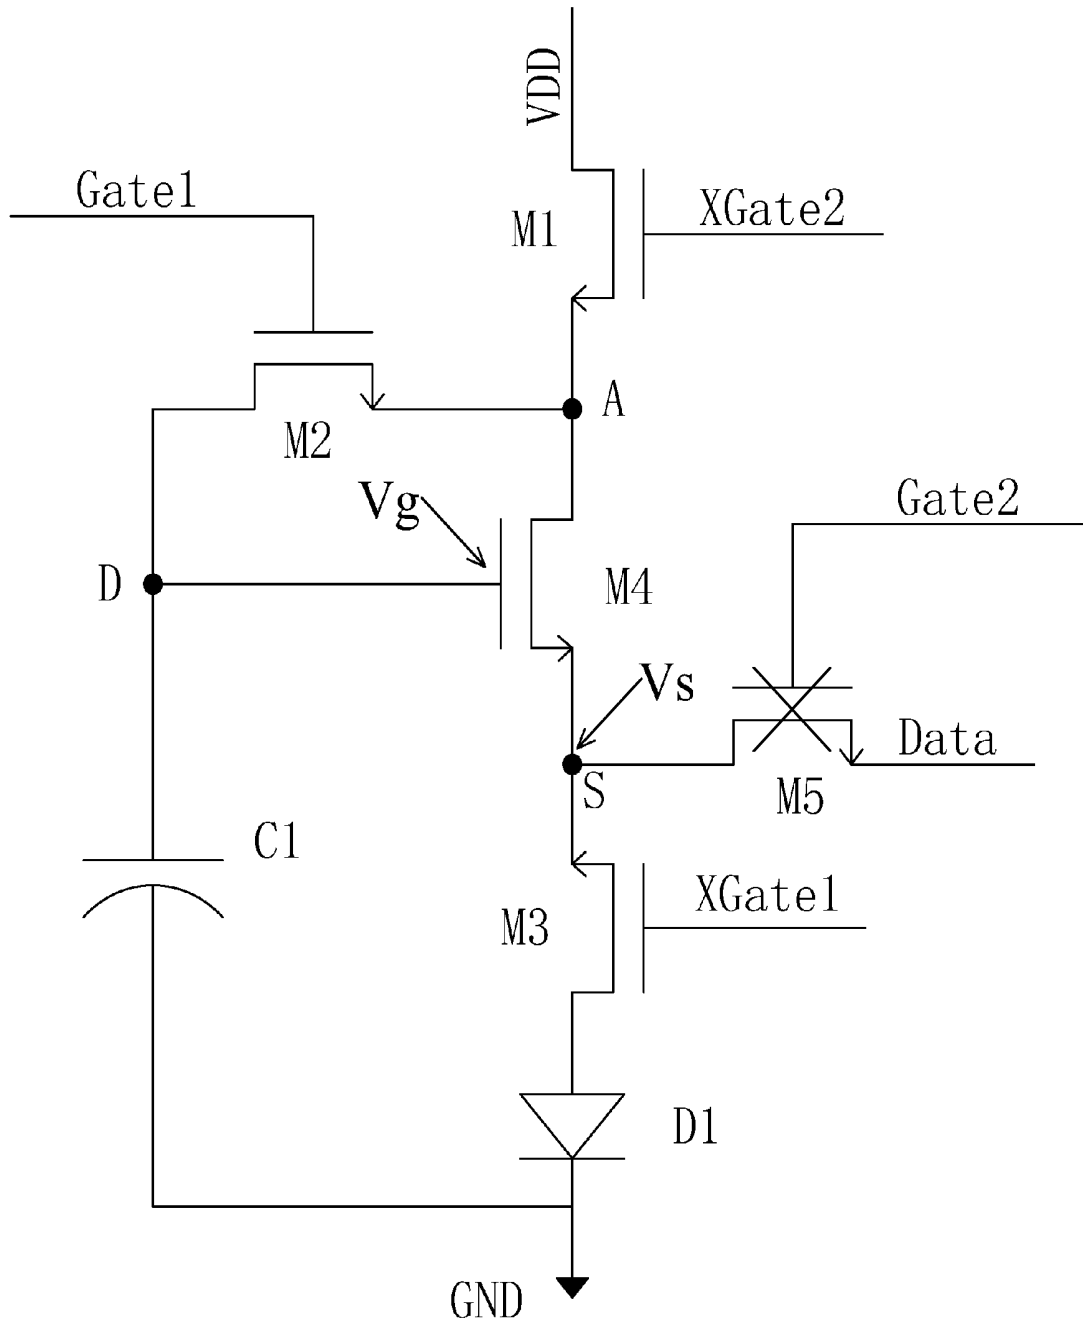 VDD
Gate1
XGate2
M1
A
M2
Vg
Gate2
D
M4
Vs
Data
S
M5
C1
XGate1
M3
D1
GND